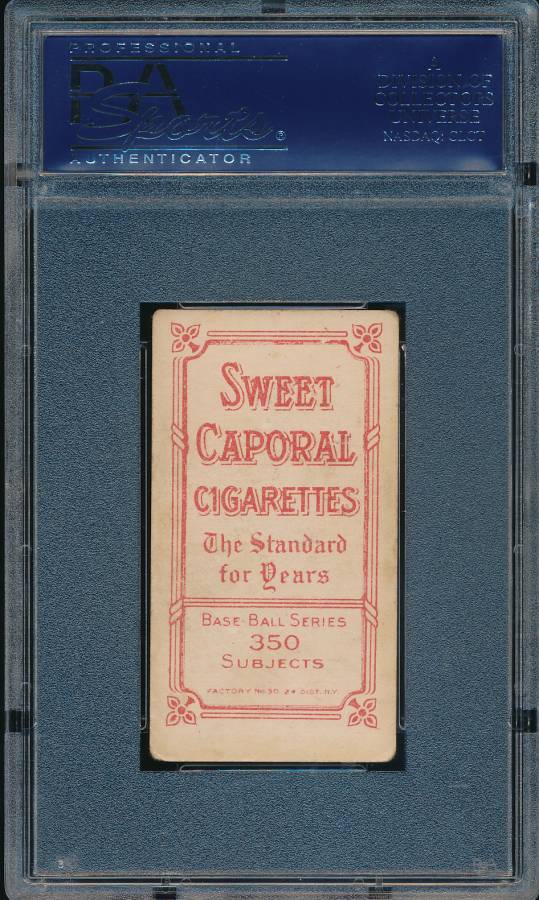 PROFESSIONAL
PSA
Sports®
AUTHENTICATOR
A
DIVISION OF
COLLECTORS
UNIVERSE
NASDAQ: CLCT
SWEET
CAPORAL
CIGARETTES
The Standard
for Years
BASE BALL SERIES
350
SUBJECTS
FACTORY No. 30, 2d DIST. N.Y.